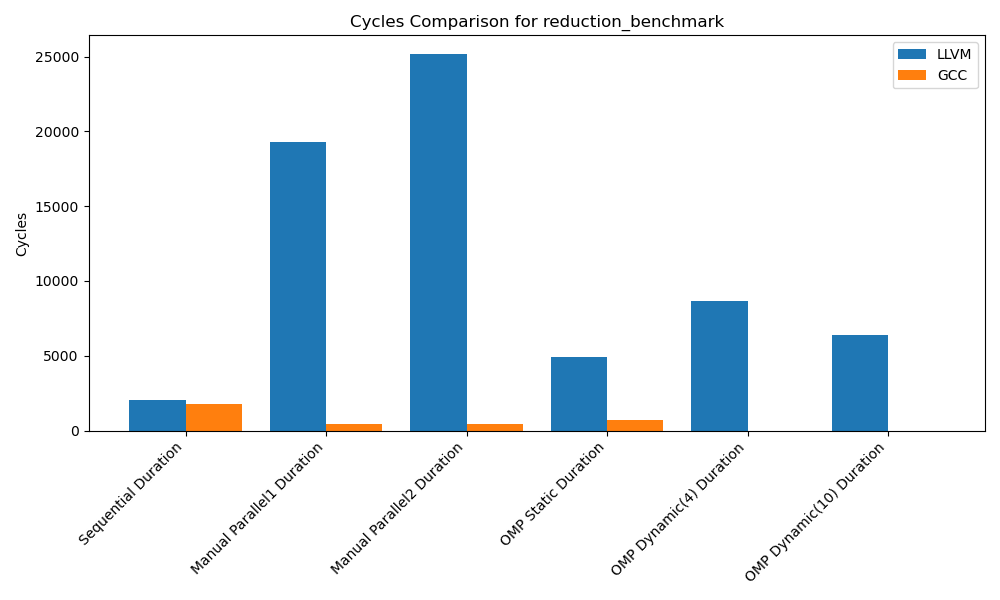 Cycles Comparison for reduction_benchmark
LLVM
GCC
Cycles
25000
20000
15000
10000
5000
0
Sequential Duration
Manual Parallel1 Duration
Manual Parallel2 Duration
OMP Static Duration
OMP Dynamic(4) Duration
OMP Dynamic(10) Duration